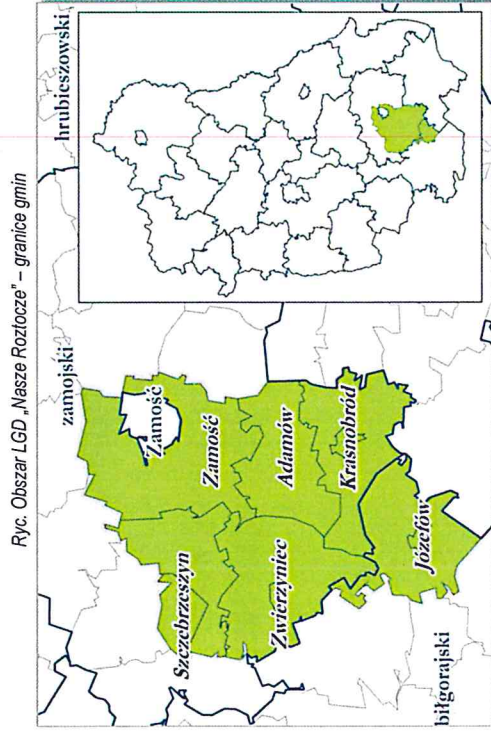 Ryc. Obszar LGD „Nasze Roztocze” – granice gmin
hrubieszowski
zamojski
Zamość
Zamość
Szczebrzeszyn
Adamów
Zwierzyniec
Krasnobród
Józefów
biłgorajski